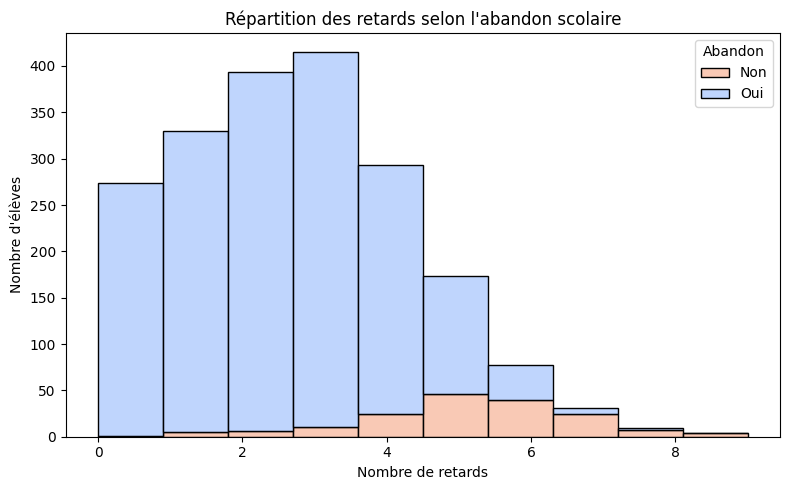 Répartition des retards selon l'abandon scolaire
Nombre d'élèves
400
350
300
250
200
150
100
50
0
Abandon
Non
Oui
0 2 4 6 8
Nombre de retards